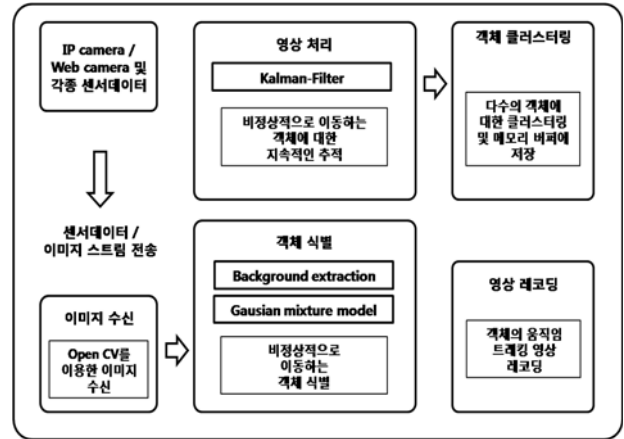 IP camera /
Web camera 및
각종 센서데이터
센서데이터 /
이미지 스트림 전송
이미지 수신
Open CV를
이용한 이미지
수신
영상 처리
Kalman-Filter
비정상적으로 이동하는
객체에 대한
지속적인 추적
객체 식별
Background extraction
Gausian mixture model
비정상적으로
이동하는
객체 식별
객체 클러스터링
다수의 객체에
대한 클러스터링
및 메모리 버퍼에
저장
영상 레코딩
객체의 움직임
트래킹 영상
레코딩